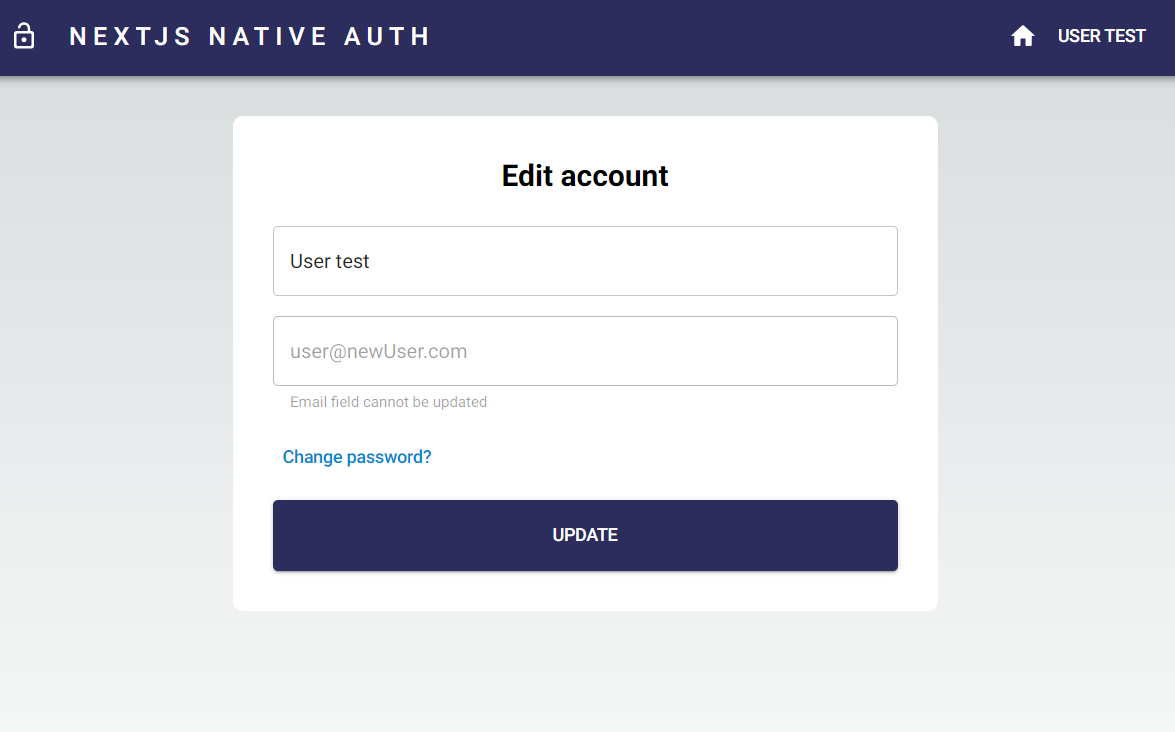 NEXTJS NATIVE AUTH
USER TEST
Edit account
User test
user@newUser.com
Email field cannot be updated
Change password?
UPDATE